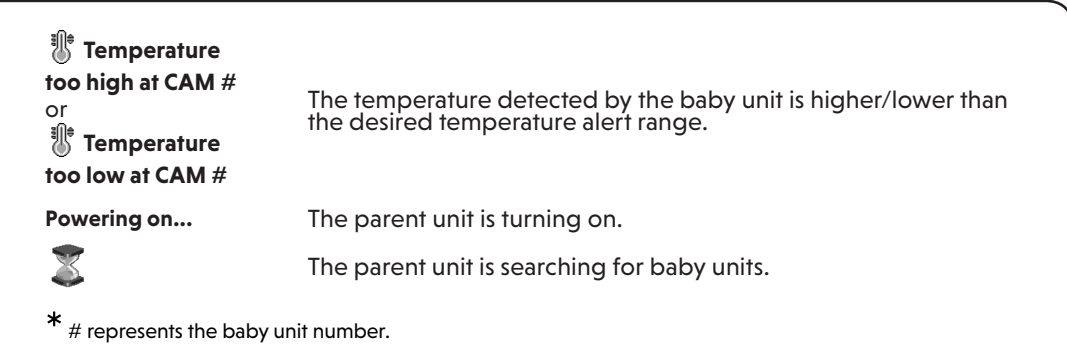 Temperature
too high at CAM #
or
Temperature
too low at CAM #
The temperature detected by the baby unit is higher/lower than
the desired temperature alert range.
Powering on...
The parent unit is turning on.
The parent unit is searching for baby units.
* # represents the baby unit number.